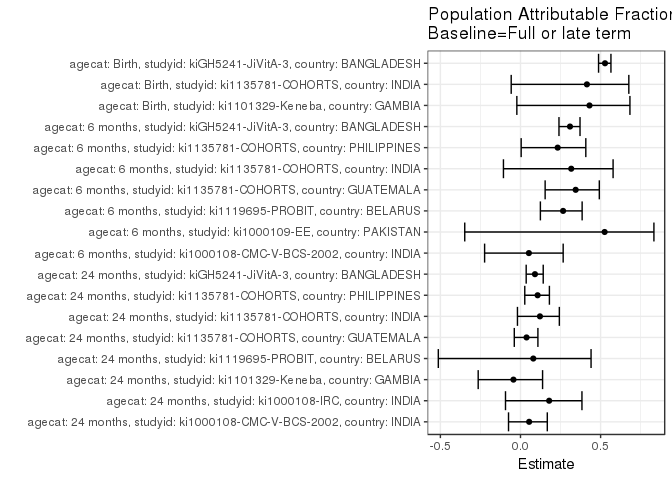 Population Attributable Fraction
Baseline=Full or late term
agecat: Birth, studyid: kiGH5241-JiVitA-3, country: BANGLADESH
agecat: Birth, studyid: ki1135781-COHORTS, country: INDIA
agecat: Birth, studyid: ki1101329-Keneba, country: GAMBIA
agecat: 6 months, studyid: kiGH5241-JiVitA-3, country: BANGLADESH
agecat: 6 months, studyid: ki1135781-COHORTS, country: PHILIPPINES
agecat: 6 months, studyid: ki1135781-COHORTS, country: INDIA
agecat: 6 months, studyid: ki1135781-COHORTS, country: GUATEMALA
agecat: 6 months, studyid: ki1119695-PROBIT, country: BELARUS
agecat: 6 months, studyid: ki1000109-EE, country: PAKISTAN
agecat: 6 months, studyid: ki1000108-CMC-V-BCS-2002, country: INDIA
agecat: 24 months, studyid: kiGH5241-JiVitA-3, country: BANGLADESH
agecat: 24 months, studyid: ki1135781-COHORTS, country: PHILIPPINES
agecat: 24 months, studyid: ki1135781-COHORTS, country: INDIA
agecat: 24 months, studyid: ki1135781-COHORTS, country: GUATEMALA
agecat: 24 months, studyid: ki1119695-PROBIT, country: BELARUS
agecat: 24 months, studyid: ki1101329-Keneba, country: GAMBIA
agecat: 24 months, studyid: ki1000108-IRC, country: INDIA
agecat: 24 months, studyid: ki1000108-CMC-V-BCS-2002, country: INDIA
-0.5 0.0 0.5
Estimate